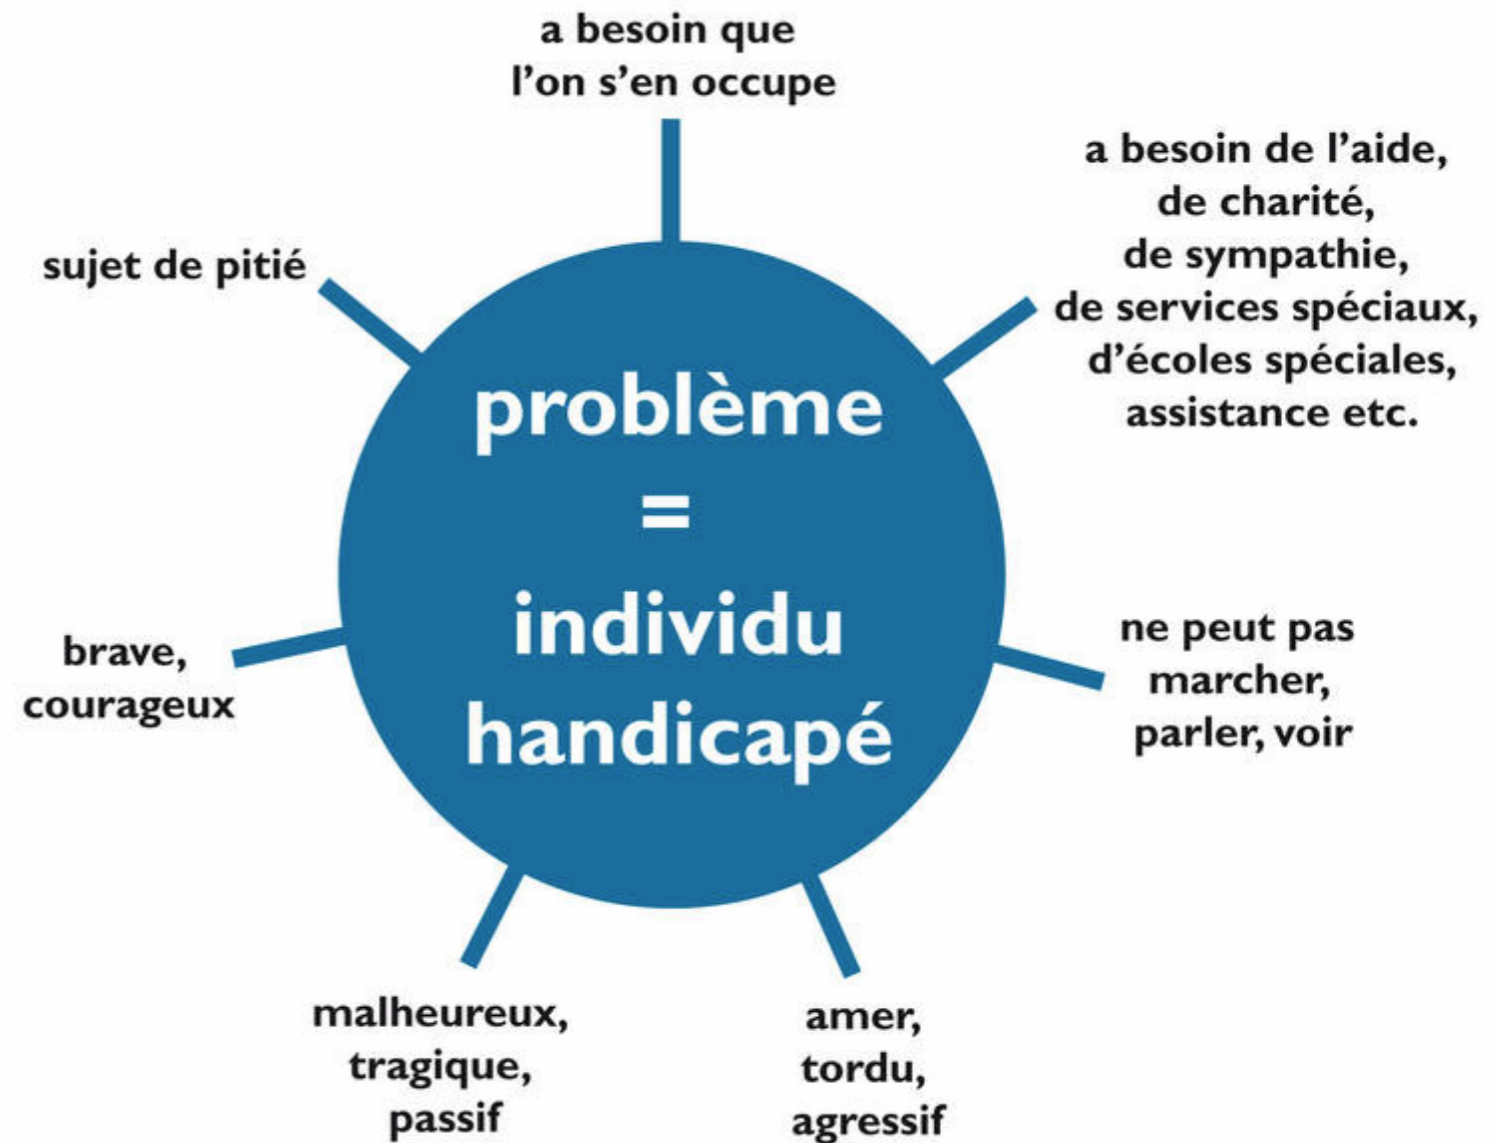 a besoin que
l'on s'en occupe
a besoin de l'aide,
de charité,
de sympathie,
de services spéciaux,
d'écoles spéciales,
assistance etc.
ne peut pas
marcher,
parler, voir
amer,
tordu,
agressif
malheureux,
tragique,
passif
brave,
courageux
sujet de pitié
problème
=
individu
handicapé